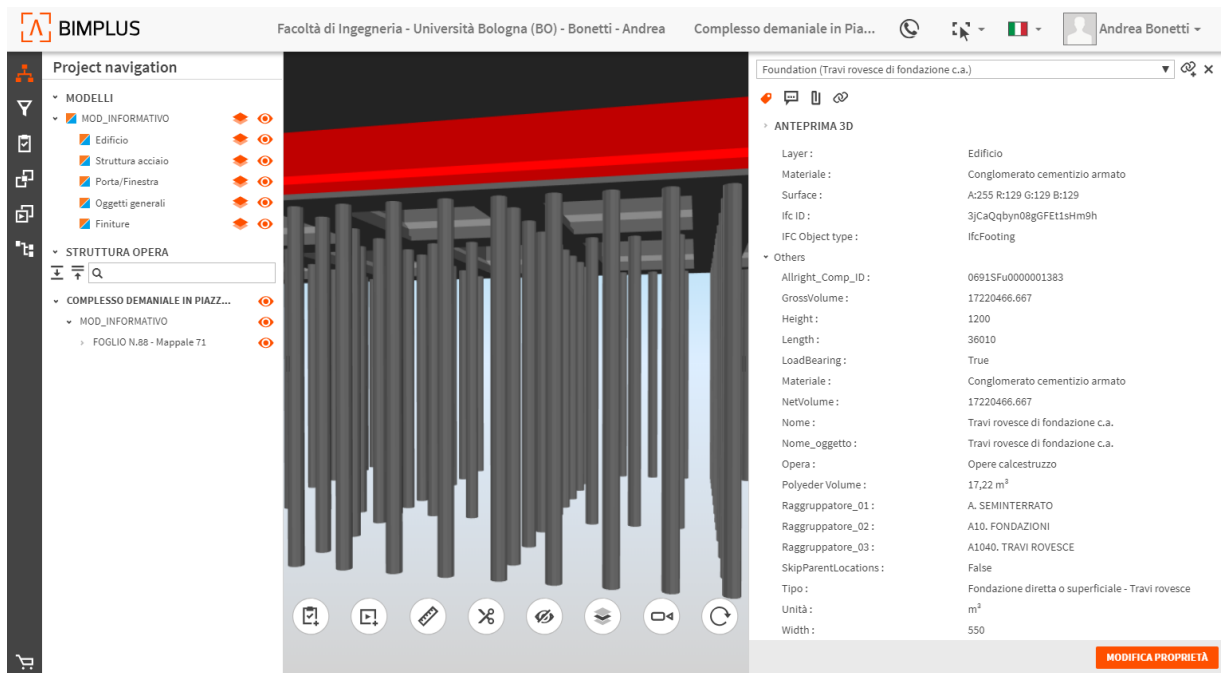 BIMPLUS
Facoltà di Ingegneria - Università Bologna (BO) - Bonetti - Andrea
Complesso demaniale in Pia...
Andrea Bonetti
Project navigation
MODELLI
MOD_INFORMATIVO
Edificio
Struttura acciaio
Porta/Finestra
Oggetti generali
Finiture
STRUTTURA OPERA
COMPLESSO DEMANIALE IN PIAZZ...
MOD_INFORMATIVO
FOGLIO N.88 - Mappale 71
Foundation (Travi rovesce di fondazione c.a.)
ANTEPRIMA 3D
Layer : Edificio
Materiale : Conglomerato cementizio armato
Surface : A:255 R:129 G:129 B:129
Ifc ID : 3jCaQqbyn08gGFEt1sHm9h
IFC Object type : IfcFooting
Others
Allright_Comp_ID : 0691SFu0000001383
GrossVolume : 17220466.667
Height : 1200
Length : 36010
LoadBearing : True
Materiale : Conglomerato cementizio armato
NetVolume : 17220466.667
Nome : Travi rovesce di fondazione c.a.
Nome_oggetto : Travi rovesce di fondazione c.a.
Opera : Opere calcestruzzo
Polyeder Volume : 17,22 m³
Raggruppatore_01 : A. SEMINTERRATO
Raggruppatore_02 : A10. FONDAZIONI
Raggruppatore_03 : A1040. TRAVI ROVESCE
SkipParentLocations : False
Tipo : Fondazione diretta o superficiale - Travi rovesce
Unità : m³
Width : 550
MODIFICA PROPRIETÀ